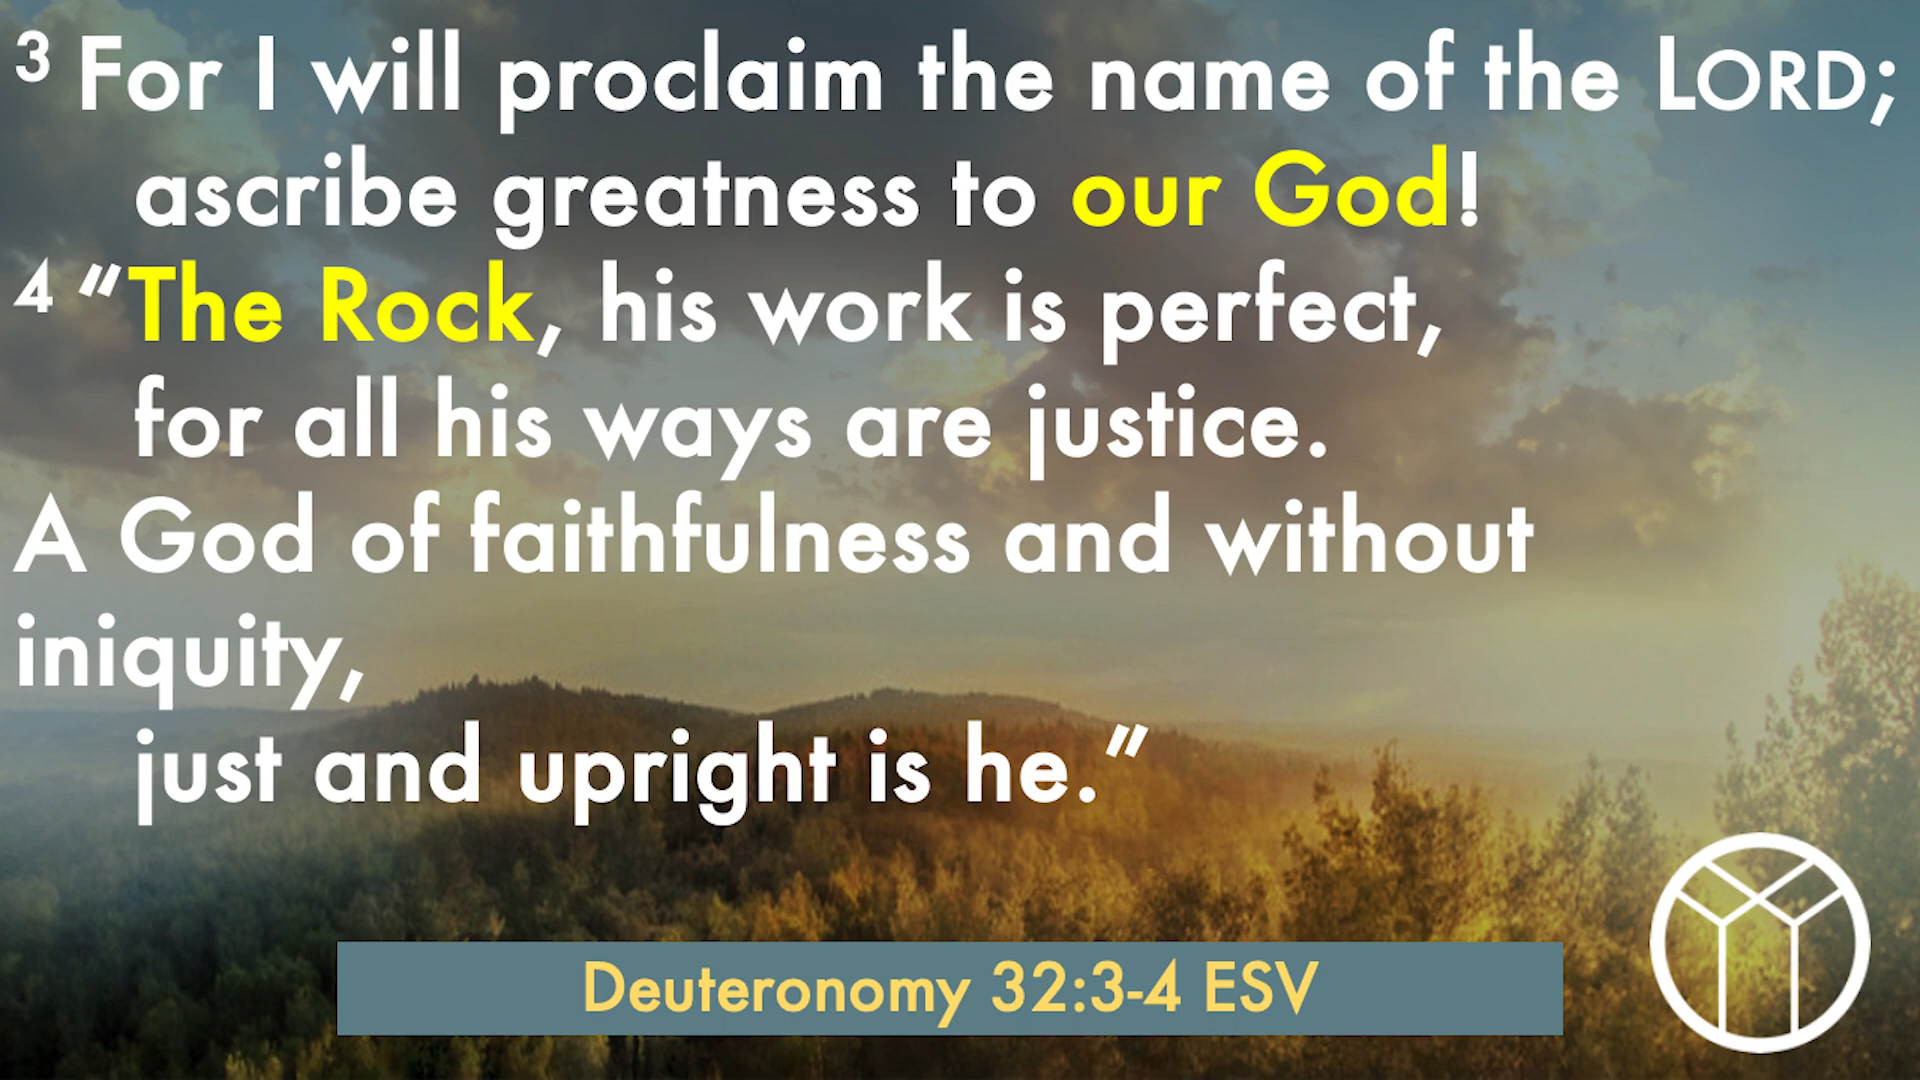 3 For I will proclaim the name of the LORD;
ascribe greatness to our God!
4 “The Rock, his work is perfect,
for all his ways are justice.
A God of faithfulness and without
iniquity,
just and upright is he.”
Deuteronomy 32:3-4 ESV